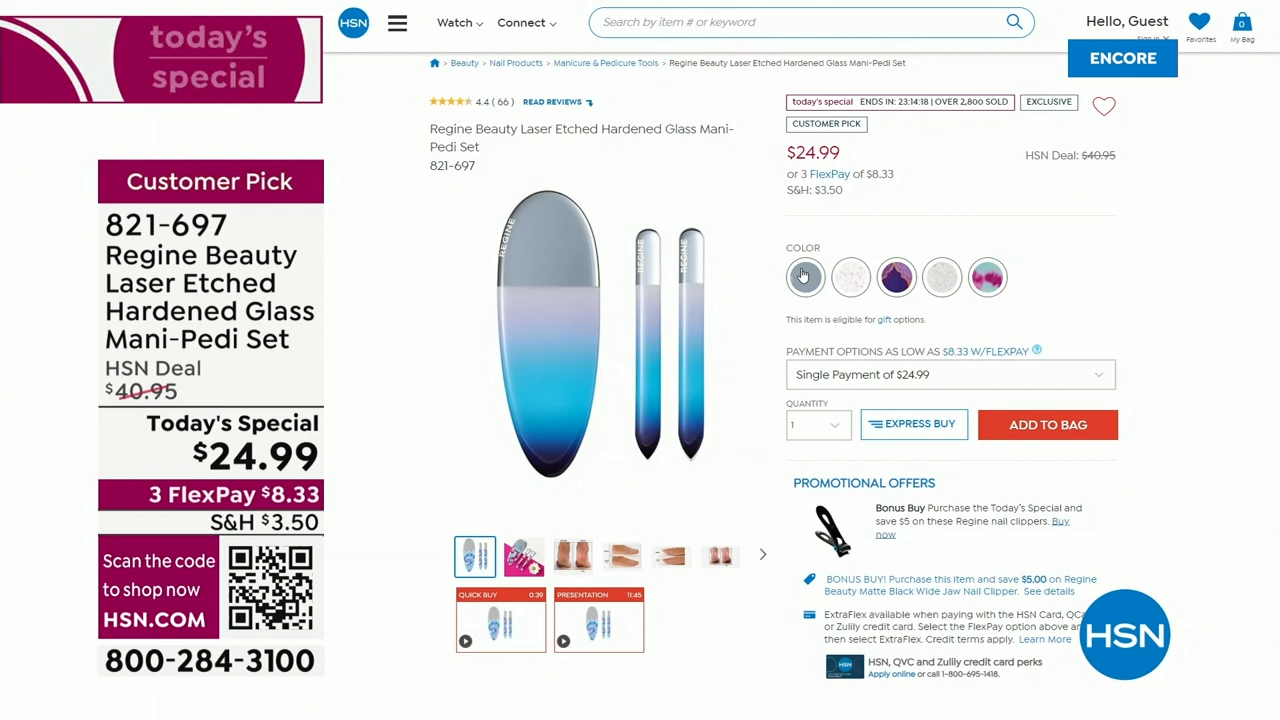 today's
special
Customer Pick
821-697
Regine Beauty
Laser Etched
Hardened Glass
Mani-Pedi Set
HSN Deal
$40.95
Today's Special
$24.99
3 FlexPay $8.33
S&H $3.50
Scan the code
to shop now
HSN.COM
800-284-3100
HSN
Watch
Connect
Search by item # or keyword
Hello, Guest
Sign in
Favorites
0
My Bag
ENCORE
> Beauty > Nail Products > Manicure & Pedicure Tools > Regine Beauty Laser Etched Hardened Glass Mani-Pedi Set
4.4 ( 66 ) READ REVIEWS
Regine Beauty Laser Etched Hardened Glass Mani-
Pedi Set
821-697
REGINE
REGINE
REGINE
QUICK BUY 0:39
PRESENTATION 11:45
today's special ENDS IN: 23:14:18 | OVER 2,800 SOLD
EXCLUSIVE
CUSTOMER PICK
$24.99
HSN Deal: $40.95
or 3 FlexPay of $8.33
S&H: $3.50
COLOR
This item is eligible for gift options.
PAYMENT OPTIONS AS LOW AS $8.33 W/FLEXPAY ?
Single Payment of $24.99
QUANTITY
1
EXPRESS BUY
ADD TO BAG
PROMOTIONAL OFFERS
Bonus Buy Purchase the Today's Special and
save $5 on these Regine nail clippers. Buy
now
BONUS BUY! Purchase this item and save $5.00 on Regine
Beauty Matte Black Wide Jaw Nail Clipper. See details
ExtraFlex available when paying with the HSN Card, QCa
or Zulily credit card. Select the FlexPay option above an
then select ExtraFlex. Credit terms apply. Learn More
HSN
HSN, QVC and Zulily credit card perks
Apply online or call 1-800-695-1418.
HSN